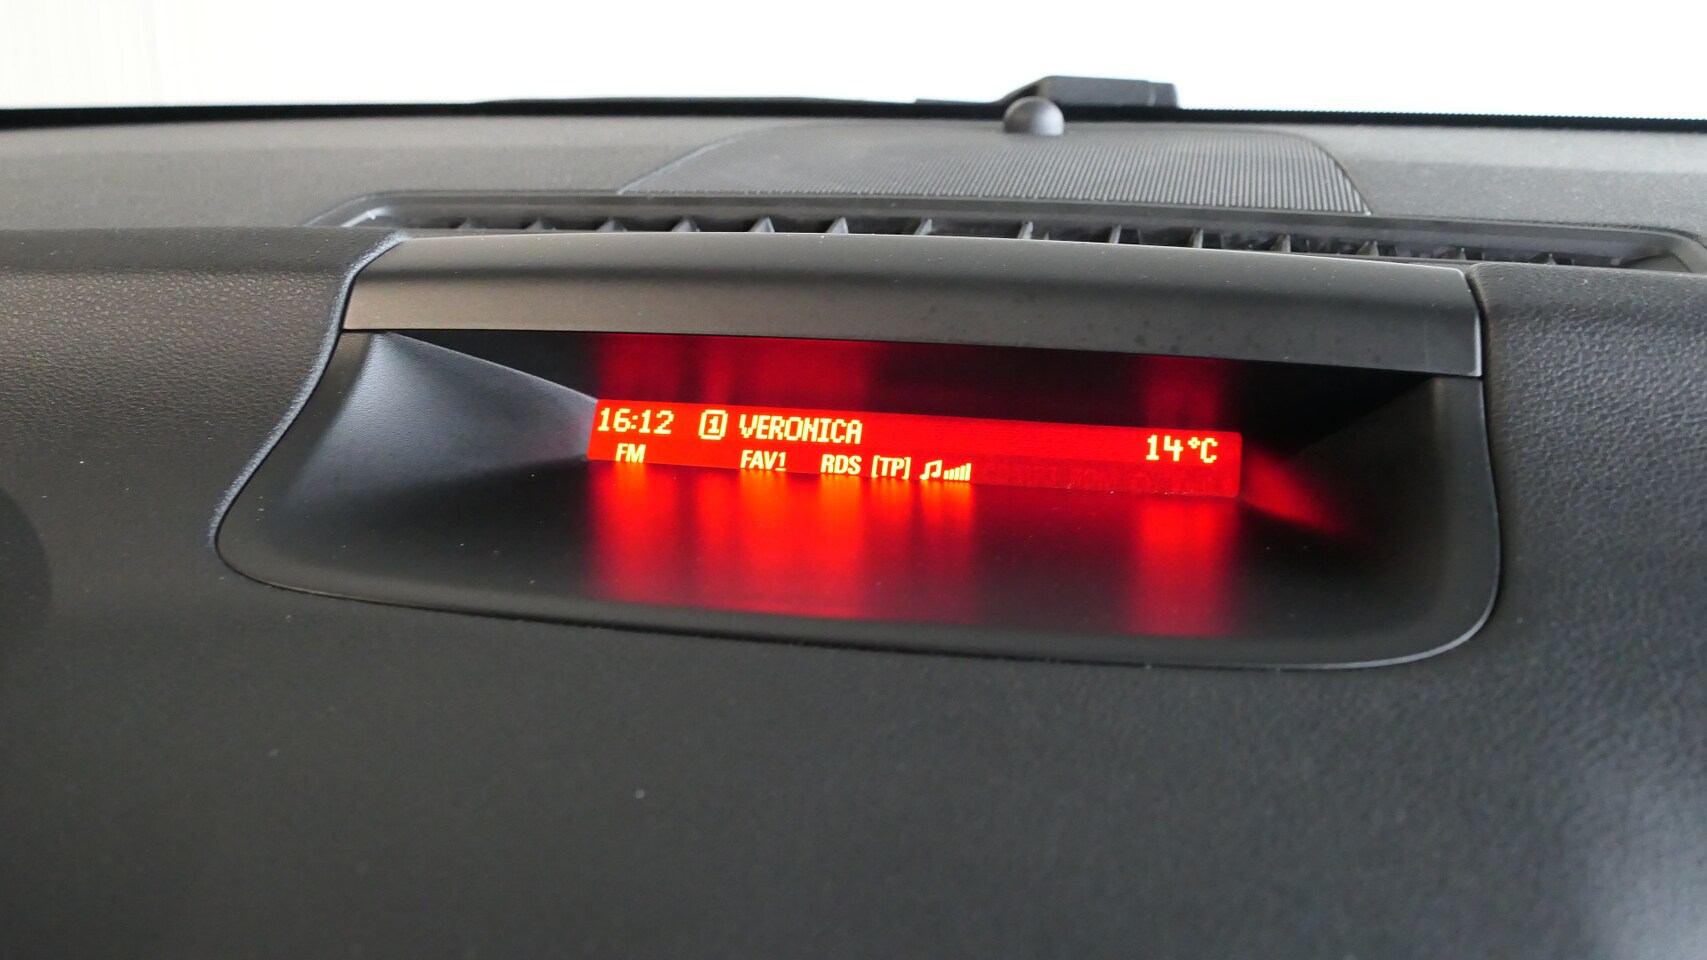 16:12 1 VERONICA 14°C
FM FAV1 RDS [TP]